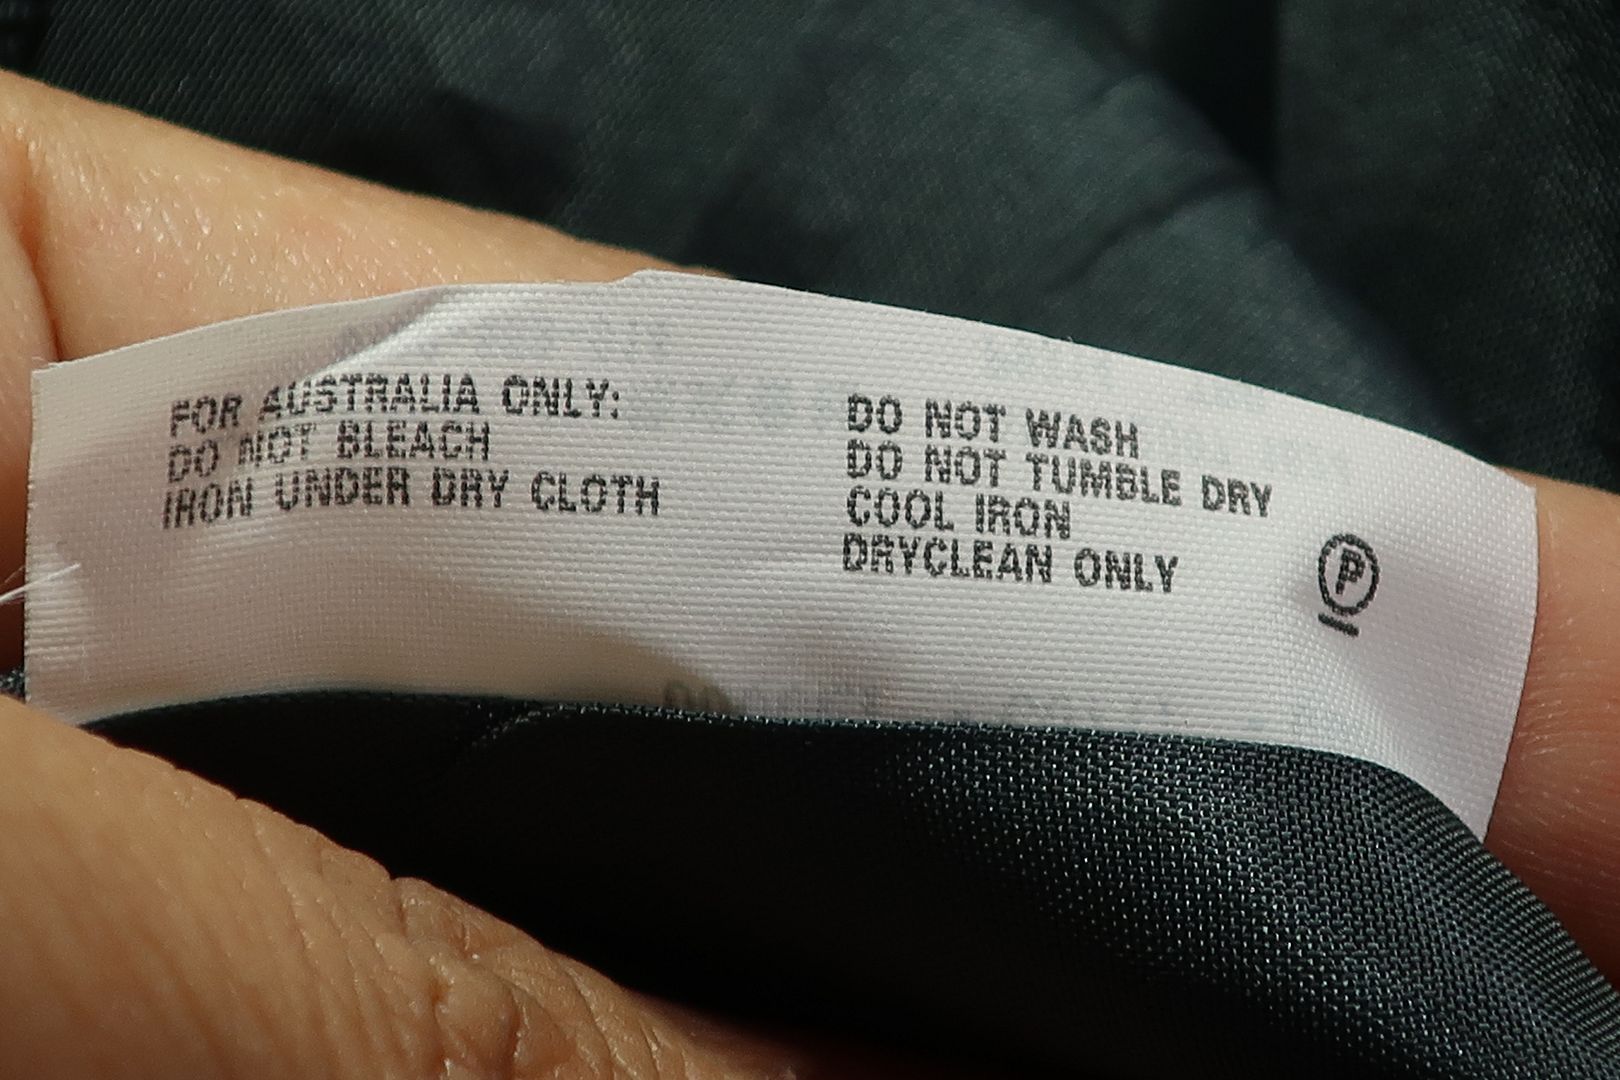 FOR AUSTRALIA ONLY:
DO NOT BLEACH
IRON UNDER DRY CLOTH
DO NOT WASH
DO NOT TUMBLE DRY
COOL IRON
DRYCLEAN ONLY
P